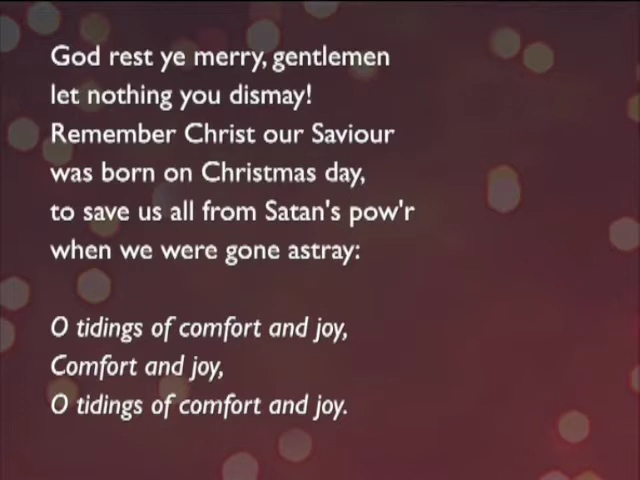 God rest ye merry, gentlemen
let nothing you dismay!
Remember Christ our Saviour
was born on Christmas day,
to save us all from Satan's pow'r
when we were gone astray:
O tidings of comfort and joy,
Comfort and joy,
O tidings of comfort and joy.